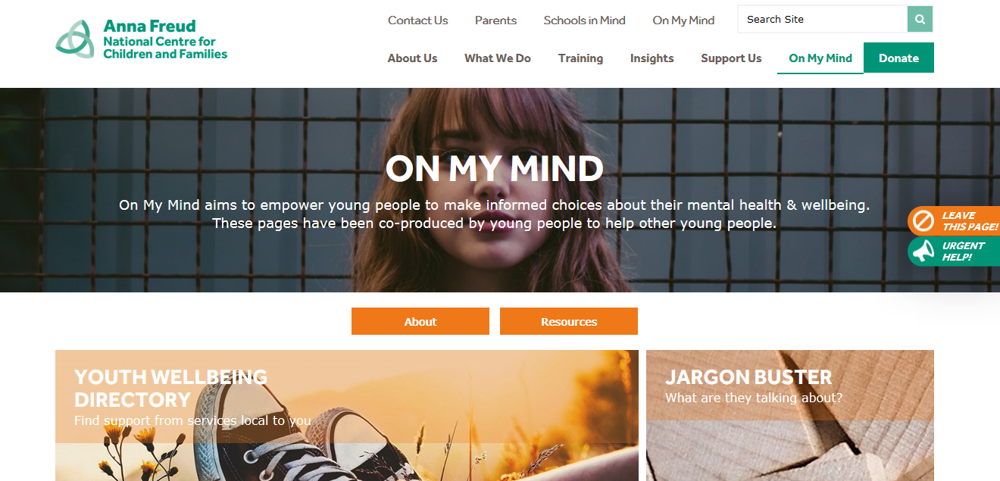 Anna Freud
National Centre for
Children and Families
Contact Us Parents Schools in Mind On My Mind Search Site
About Us What We Do Training Insights Support Us On My Mind Donate
ON MY MIND
On My Mind aims to empower young people to make informed choices about their mental health & wellbeing.
These pages have been co-produced by young people to help other young people.
LEAVE
THIS PAGE!
URGENT
HELP!
About Resources
YOUTH WELLBEING
DIRECTORY
Find support from services local to you
JARGON BUSTER
What are they talking about?